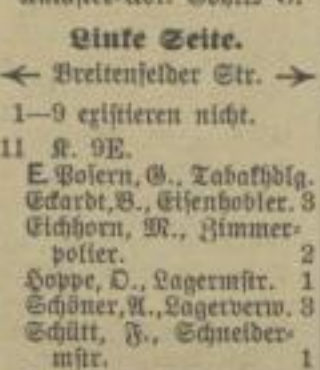 Linke Seite.
← Breitenfelder Str. →
1—9 existieren nicht.
11 K. 9E.
E Posern, G., Tabakhdlg.
Eckardt, B., Eisenhobler. 3
Eichhorn, M., Zimmer-
polier. 2
Hoppe, O., Lagermstr. 1
Schöner, A., Lagerverw. 3
Schütt, F., Schneider-
mstr. 1